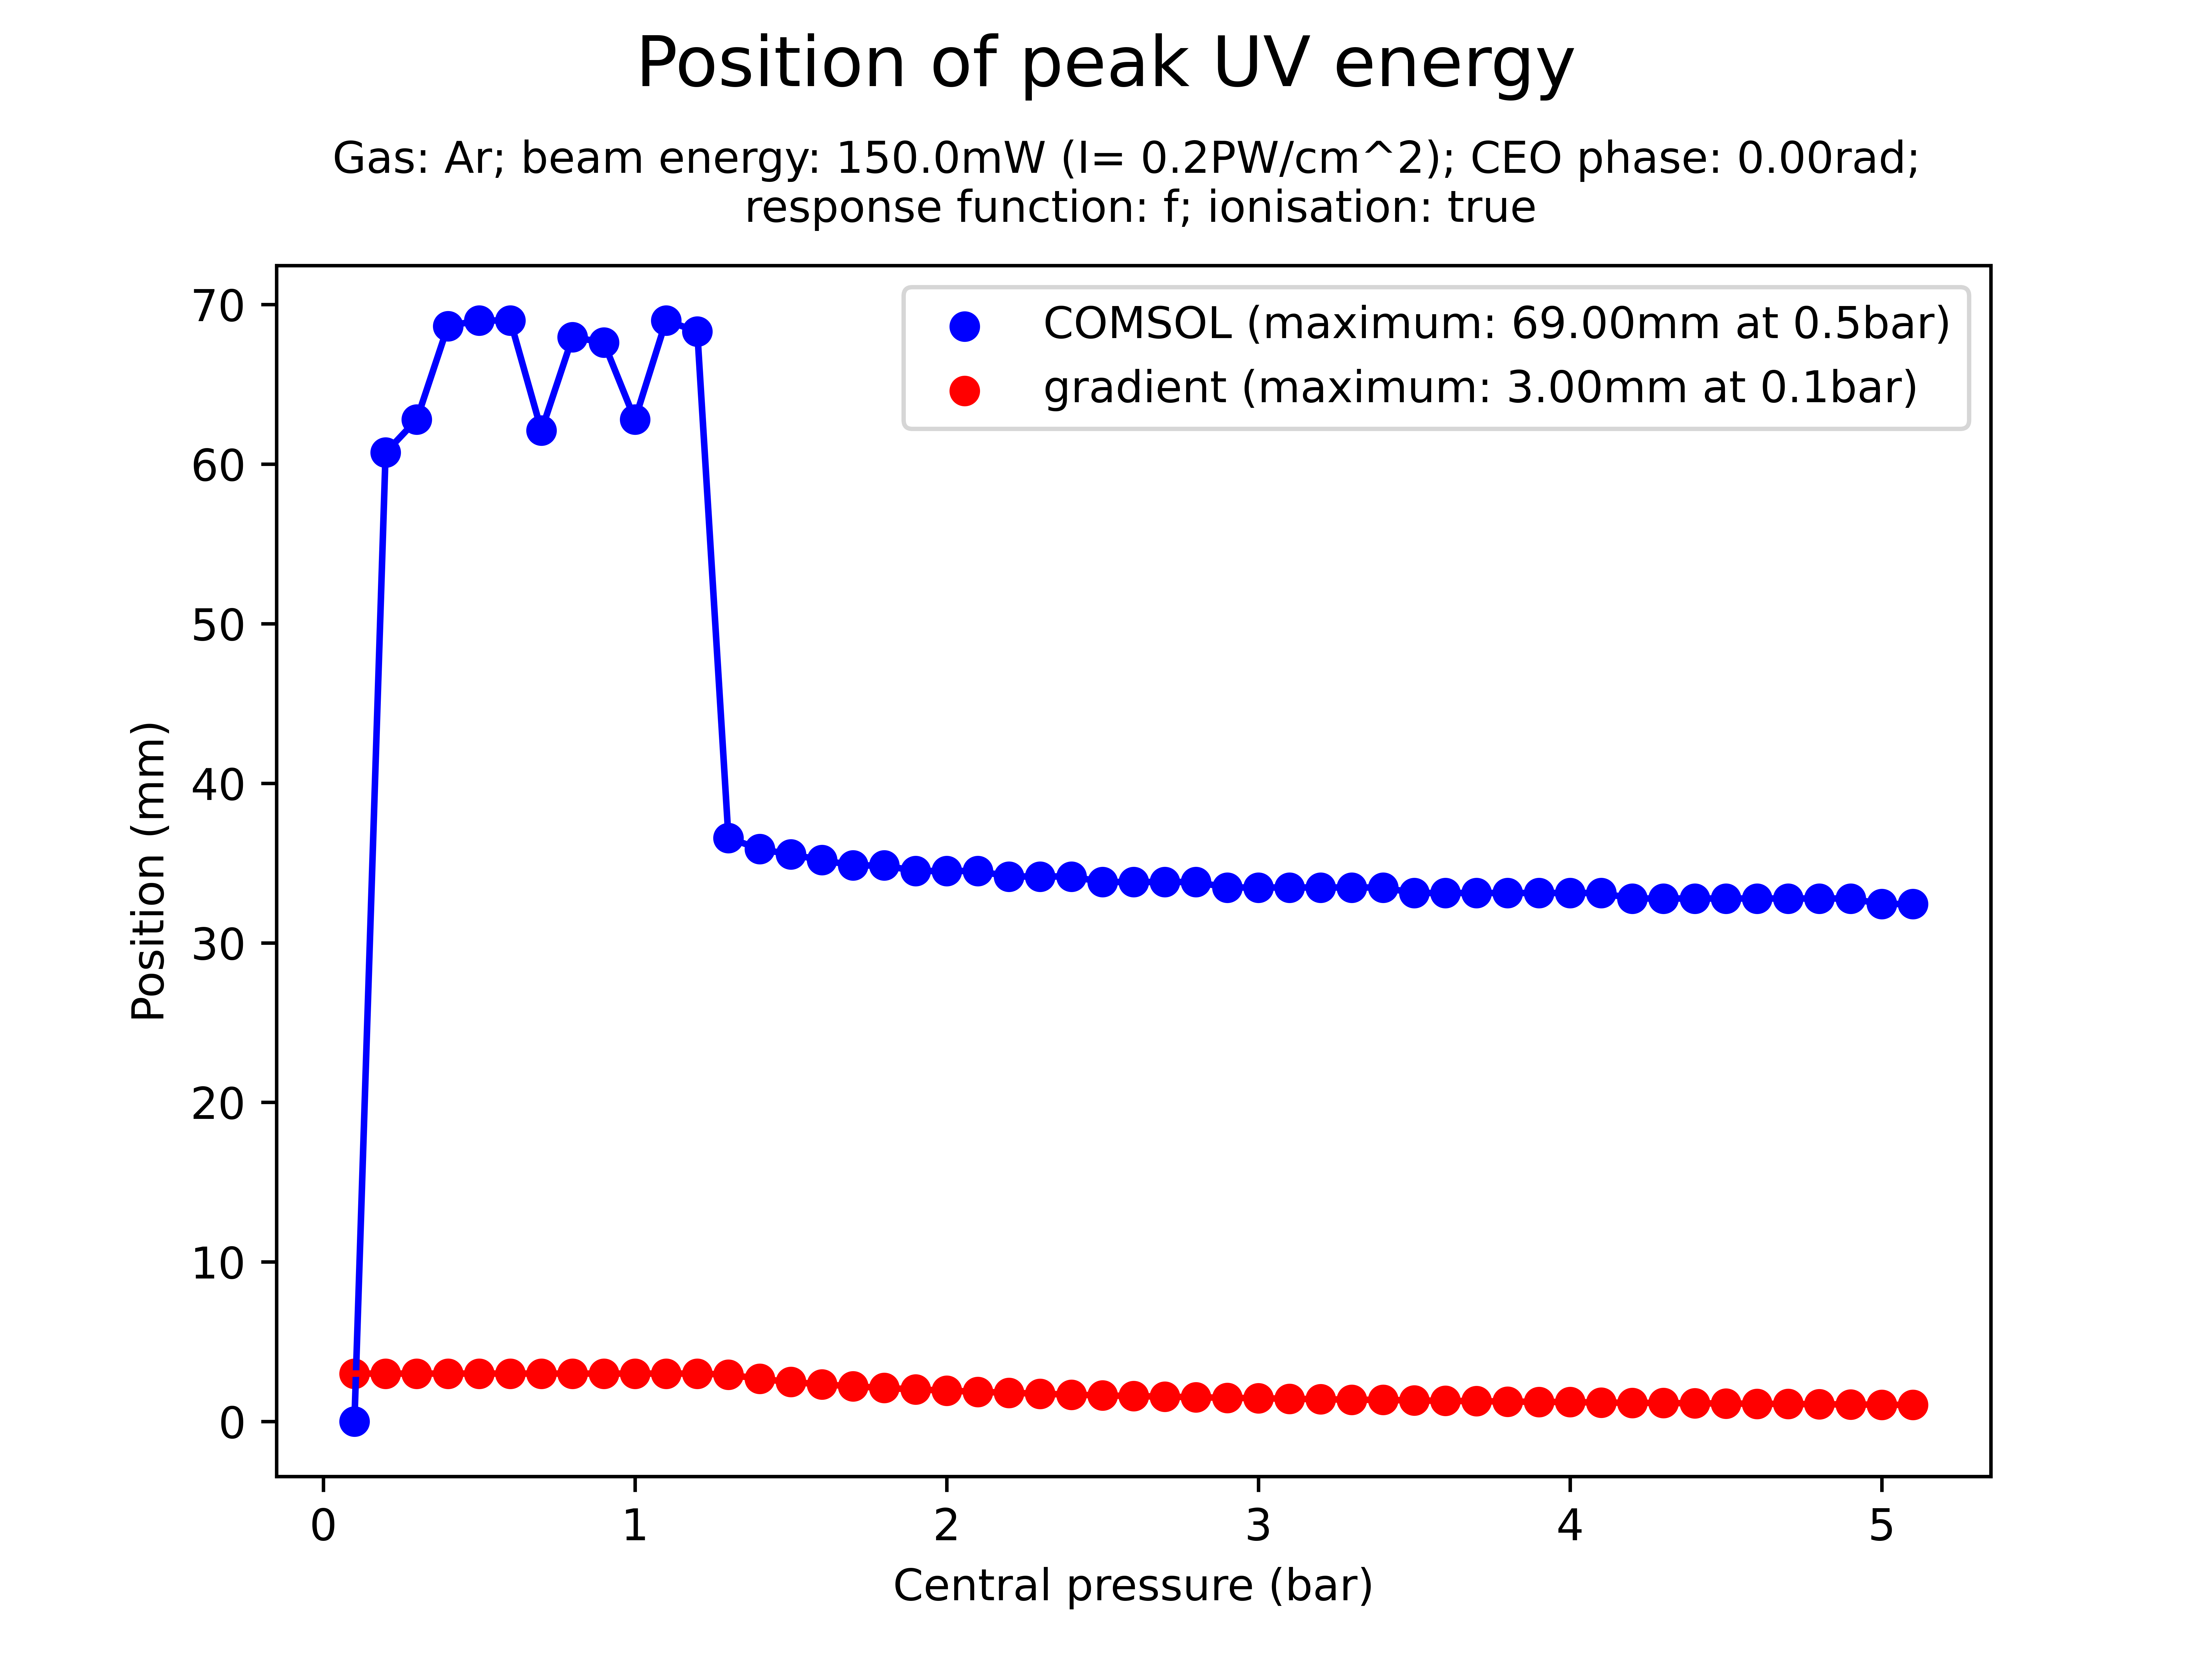 Position of peak UV energy
Gas: Ar; beam energy: 150.0mW (I= 0.2PW/cm^2); CEO phase: 0.00rad;
response function: f; ionisation: true
COMSOL (maximum: 69.00mm at 0.5bar)
gradient (maximum: 3.00mm at 0.1bar)
Position (mm)
70
60
50
40
30
20
10
0
0 1 2 3 4 5
Central pressure (bar)